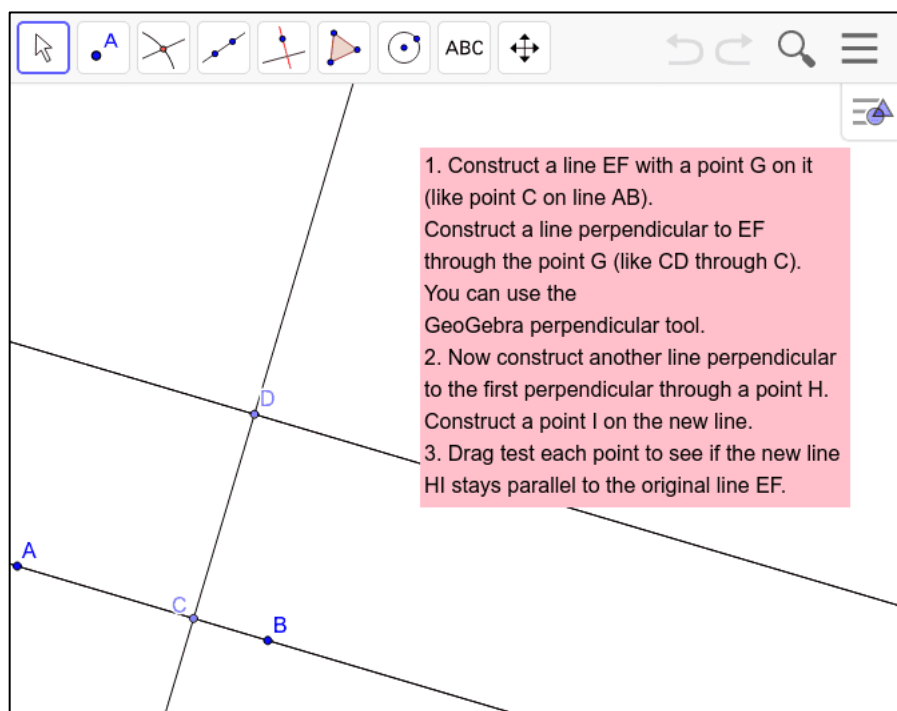 A
ABC
1. Construct a line EF with a point G on it
(like point C on line AB).
Construct a line perpendicular to EF
through the point G (like CD through C).
You can use the
GeoGebra perpendicular tool.
2. Now construct another line perpendicular
to the first perpendicular through a point H.
Construct a point I on the new line.
3. Drag test each point to see if the new line
HI stays parallel to the original line EF.
D
A
C
B